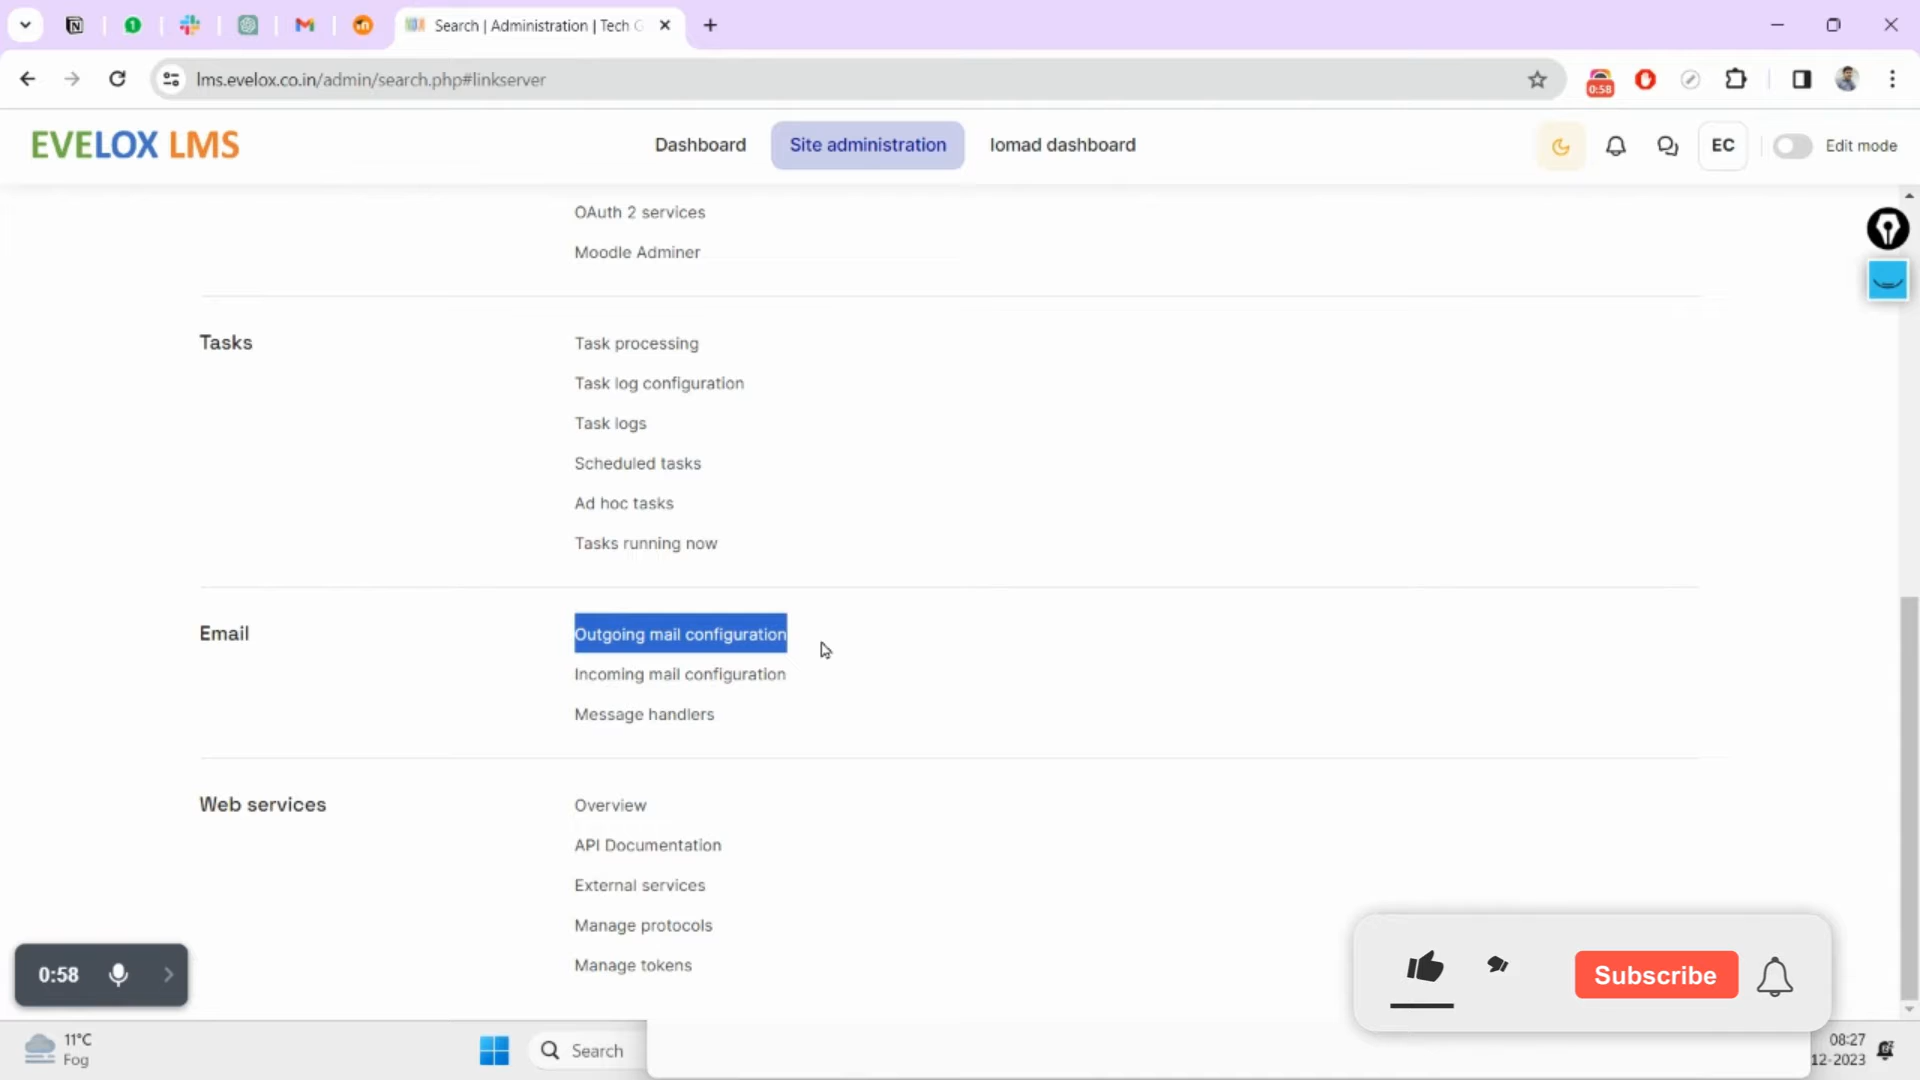 Search | Administration | Tech G
lms.evelox.co.in/admin/search.php#linkserver
0:58
EVELOX LMS
Dashboard
Site administration
Iomad dashboard
EC
Edit mode
OAuth 2 services
Moodle Adminer
Tasks
Task processing
Task log configuration
Task logs
Scheduled tasks
Ad hoc tasks
Tasks running now
Email
Outgoing mail configuration
Incoming mail configuration
Message handlers
Web services
Overview
API Documentation
External services
Manage protocols
Manage tokens
0:58
Subscribe
11°C
Fog
Search
08:27
12-2023